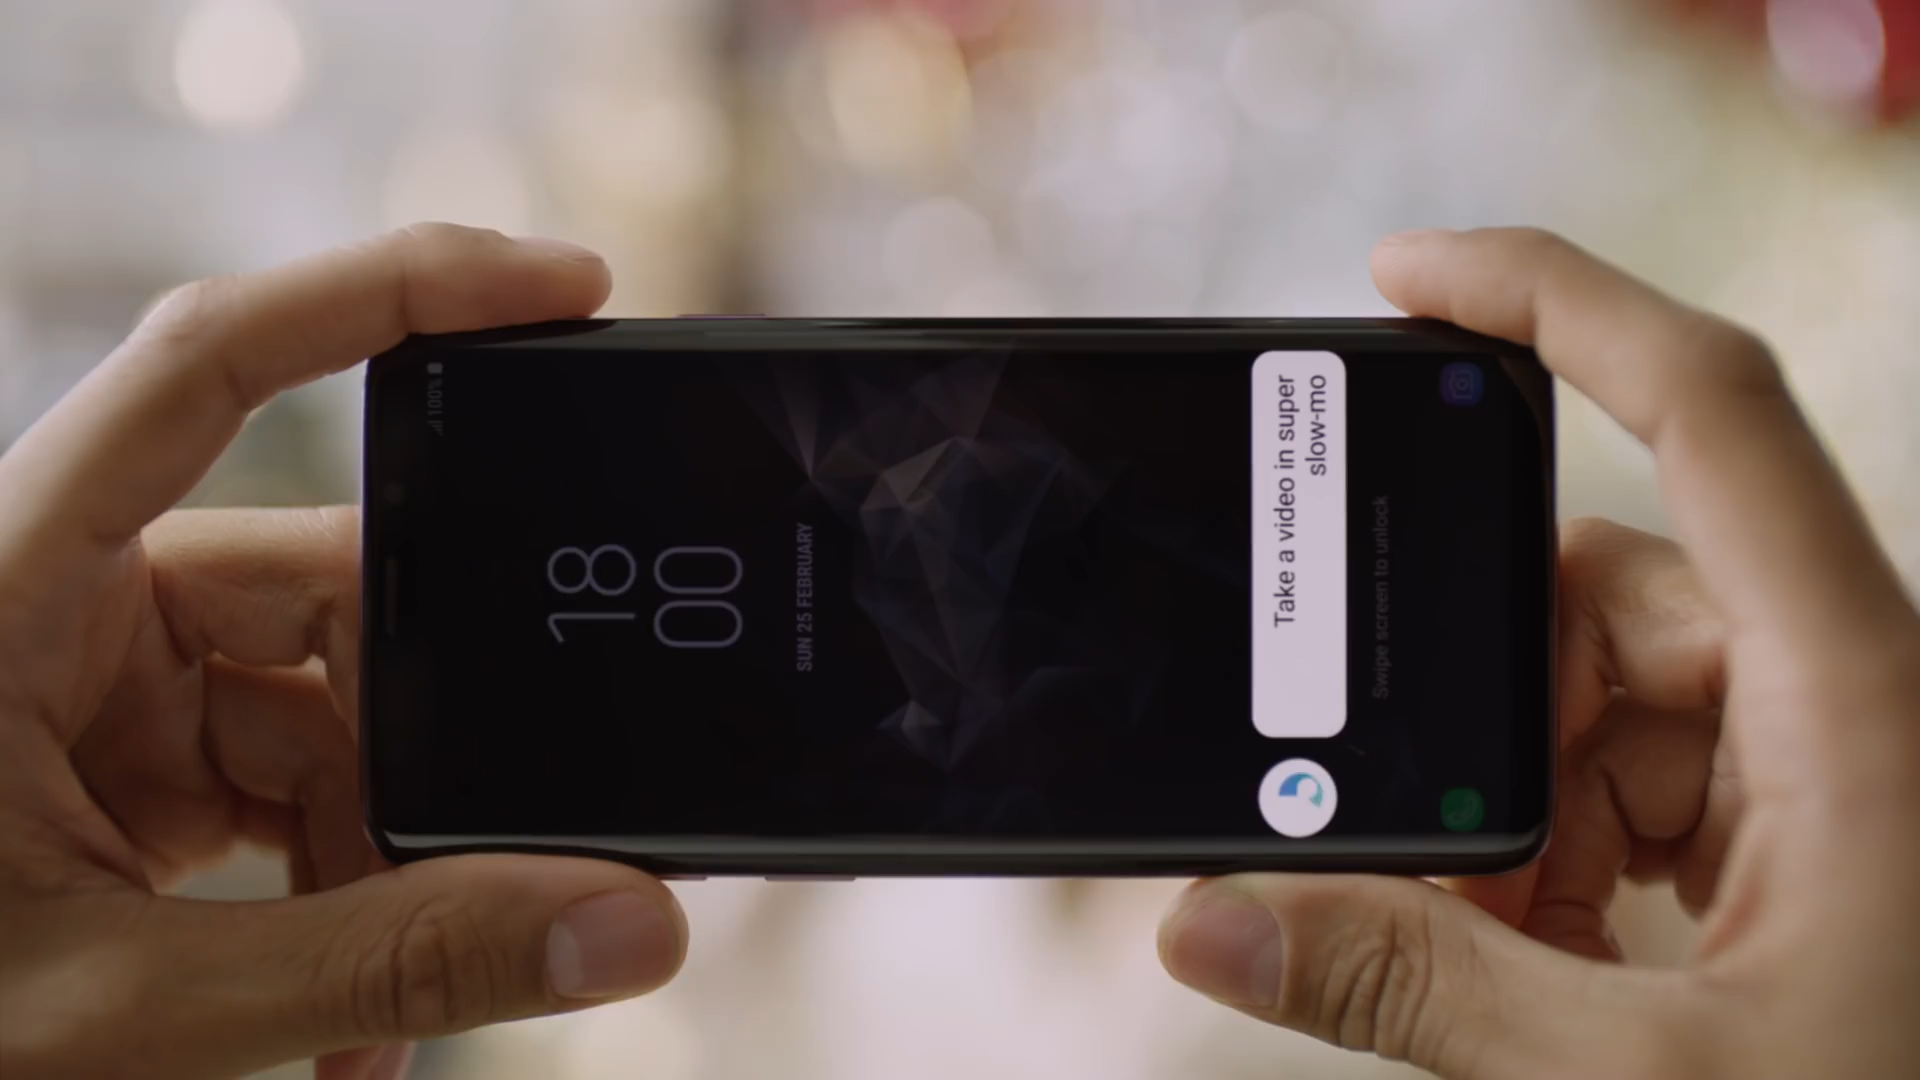 100%
18
00
SUN 25 FEBRUARY
Take a video in super
slow-mo
Swipe screen to unlock